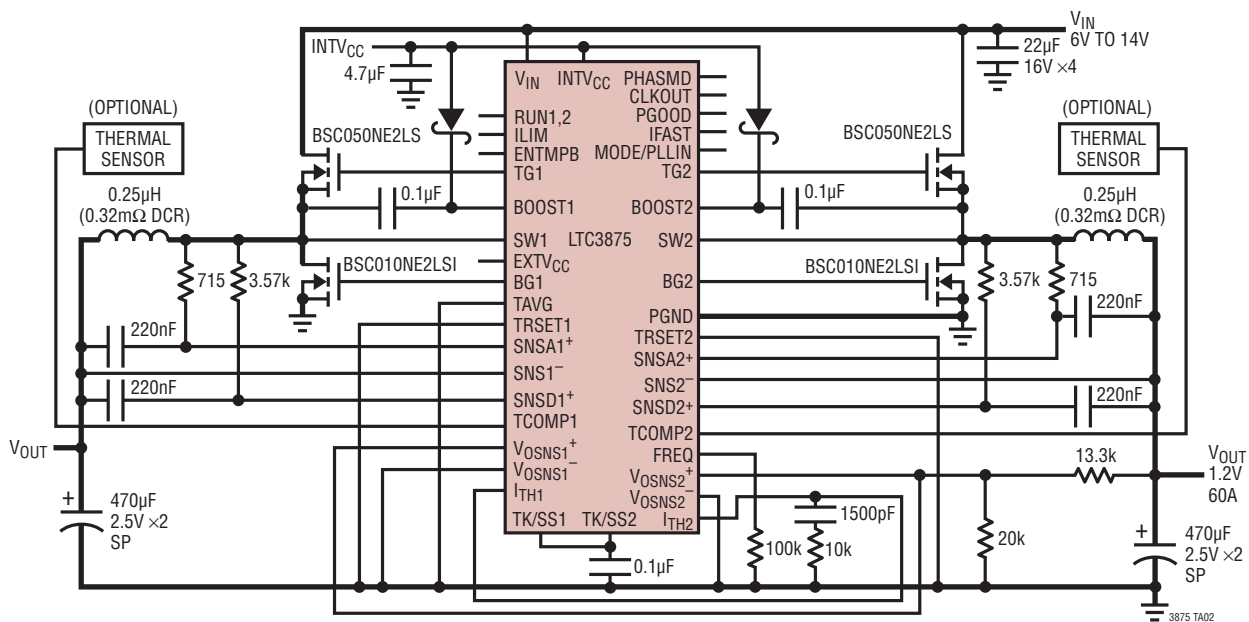 V_IN
6V TO 14V
22µF
16V ×4
INTV_CC
4.7µF
(OPTIONAL)
THERMAL
SENSOR
BSC050NE2LS
0.25µH
(0.32mΩ DCR)
0.1µF
715
3.57k
BSC010NE2LSI
220nF
220nF
V_OUT
+
470µF
2.5V ×2
SP
V_IN
INTV_CC
RUN1,2
ILIM
ENTMPB
TG1
BOOST1
SW1
EXTV_CC
BG1
TAVG
TRSET1
SNSA1+
SNS1−
SNSD1+
TCOMP1
V_OSNS1+
V_OSNS1−
I_TH1
TK/SS1
TK/SS2
LTC3875
PHASMD
CLKOUT
PGOOD
IFAST
MODE/PLLIN
TG2
BOOST2
SW2
BG2
PGND
TRSET2
SNSA2+
SNS2−
SNSD2+
TCOMP2
FREQ
V_OSNS2+
V_OSNS2−
I_TH2
0.1µF
100k
1500pF
10k
20k
13.3k
BSC050NE2LS
0.1µF
BSC010NE2LSI
(OPTIONAL)
THERMAL
SENSOR
0.25µH
(0.32mΩ DCR)
3.57k
715
220nF
220nF
V_OUT
1.2V
60A
+
470µF
2.5V ×2
SP
3875 TA02